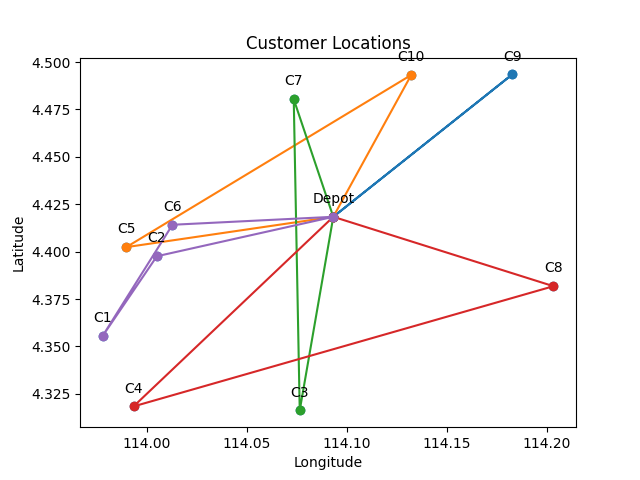 Customer Locations
4.500
4.475
4.450
4.425
4.400
4.375
4.350
4.325
Latitude
C10
C9
C7
Depot
C6
C5
C2
C8
C1
C4
C3
114.00
114.05
114.10
114.15
114.20
Longitude